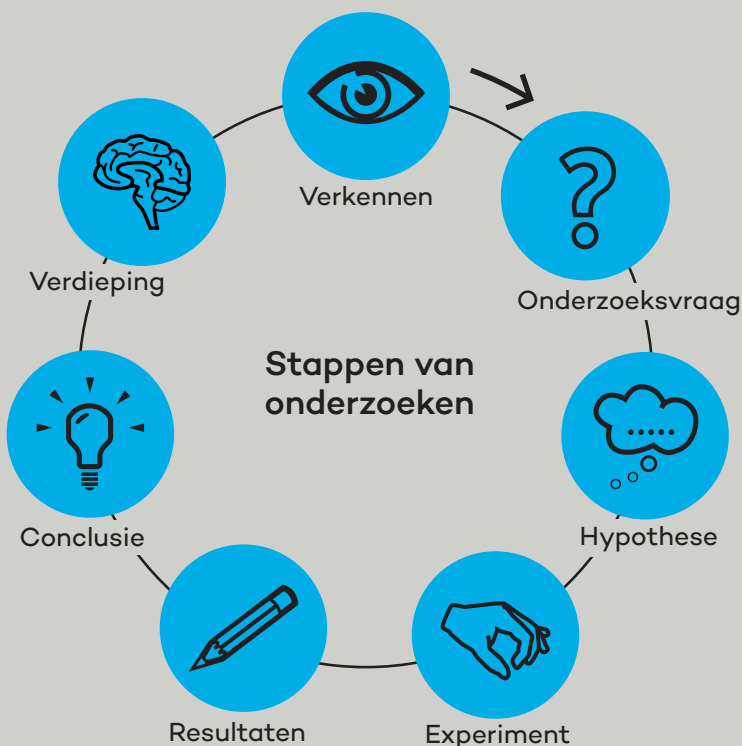 Verkennen
Onderzoeksvraag
Hypothese
Experiment
Resultaten
Conclusie
Verdieping
Stappen van
onderzoeken